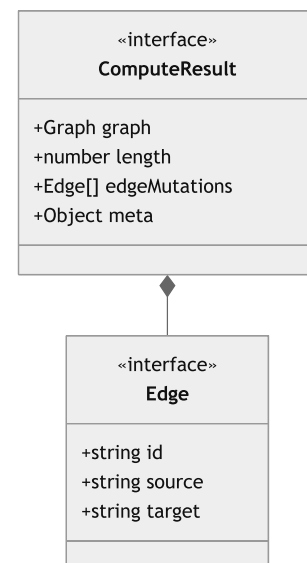 «interface»
ComputeResult
+Graph graph
+number length
+Edge[] edgeMutations
+Object meta
«interface»
Edge
+string id
+string source
+string target